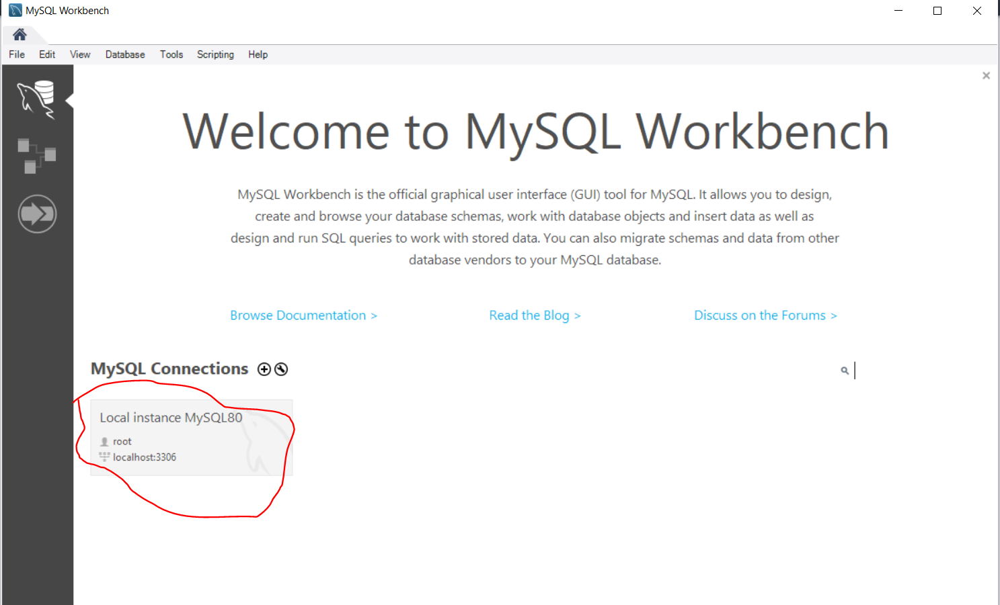 MySQL Workbench
File Edit View Database Tools Scripting Help
Welcome to MySQL Workbench
MySQL Workbench is the official graphical user interface (GUI) tool for MySQL. It allows you to design,
create and browse your database schemas, work with database objects and insert data as well as
design and run SQL queries to work with stored data. You can also migrate schemas and data from other
database vendors to your MySQL database.
Browse Documentation > Read the Blog > Discuss on the Forums >
MySQL Connections
Local instance MySQL80
root
localhost:3306